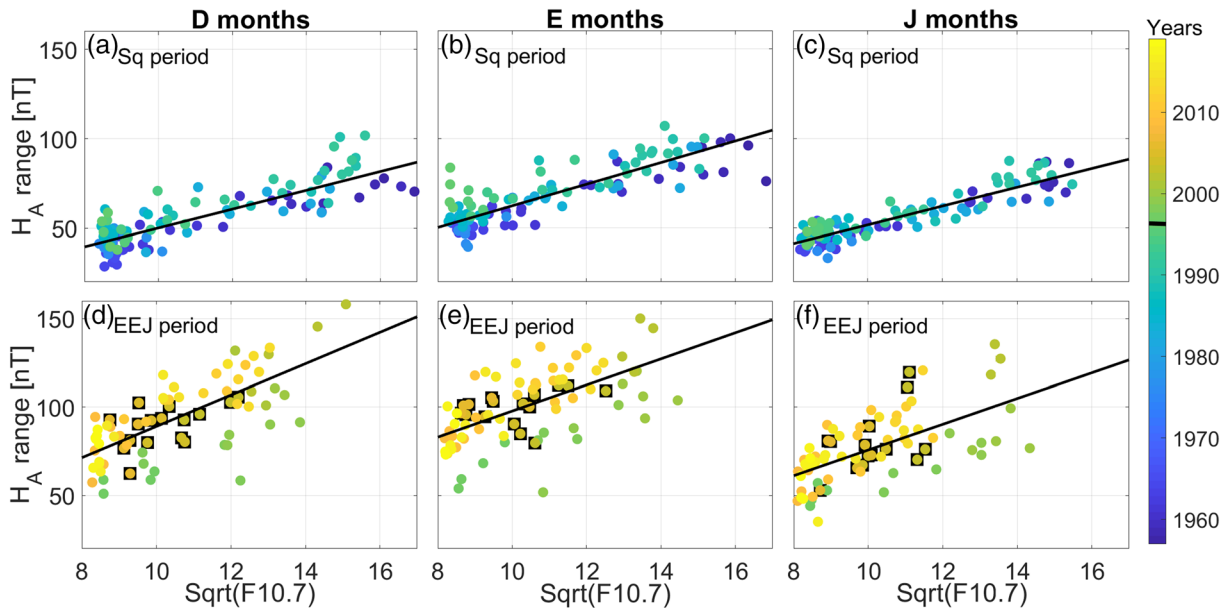 D months
E months
J months
Years
(a) Sq period
(b) Sq period
(c) Sq period
150
100
50
H_A range [nT]
2010
2000
1990
1980
1970
1960
(d) EEJ period
(e) EEJ period
(f) EEJ period
150
100
50
H_A range [nT]
8 10 12 14 16
8 10 12 14 16
8 10 12 14 16
Sqrt(F10.7)
Sqrt(F10.7)
Sqrt(F10.7)